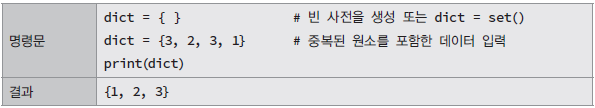 dict = { }    # 빈 사전을 생성 또는 dict = set()
명령문    dict = {3, 2, 3, 1}    # 중복된 원소를 포함한 데이터 입력
print(dict)
결과    {1, 2, 3}